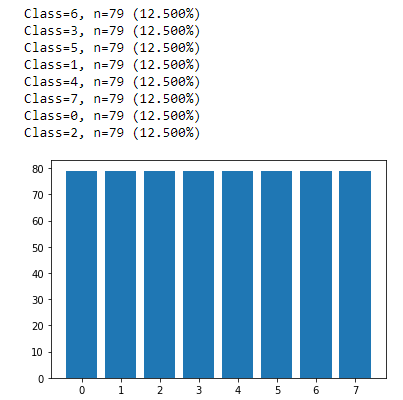 Class=6, n=79 (12.500%)
Class=3, n=79 (12.500%)
Class=5, n=79 (12.500%)
Class=1, n=79 (12.500%)
Class=4, n=79 (12.500%)
Class=7, n=79 (12.500%)
Class=0, n=79 (12.500%)
Class=2, n=79 (12.500%)
80
70
60
50
40
30
20
10
0
0 1 2 3 4 5 6 7